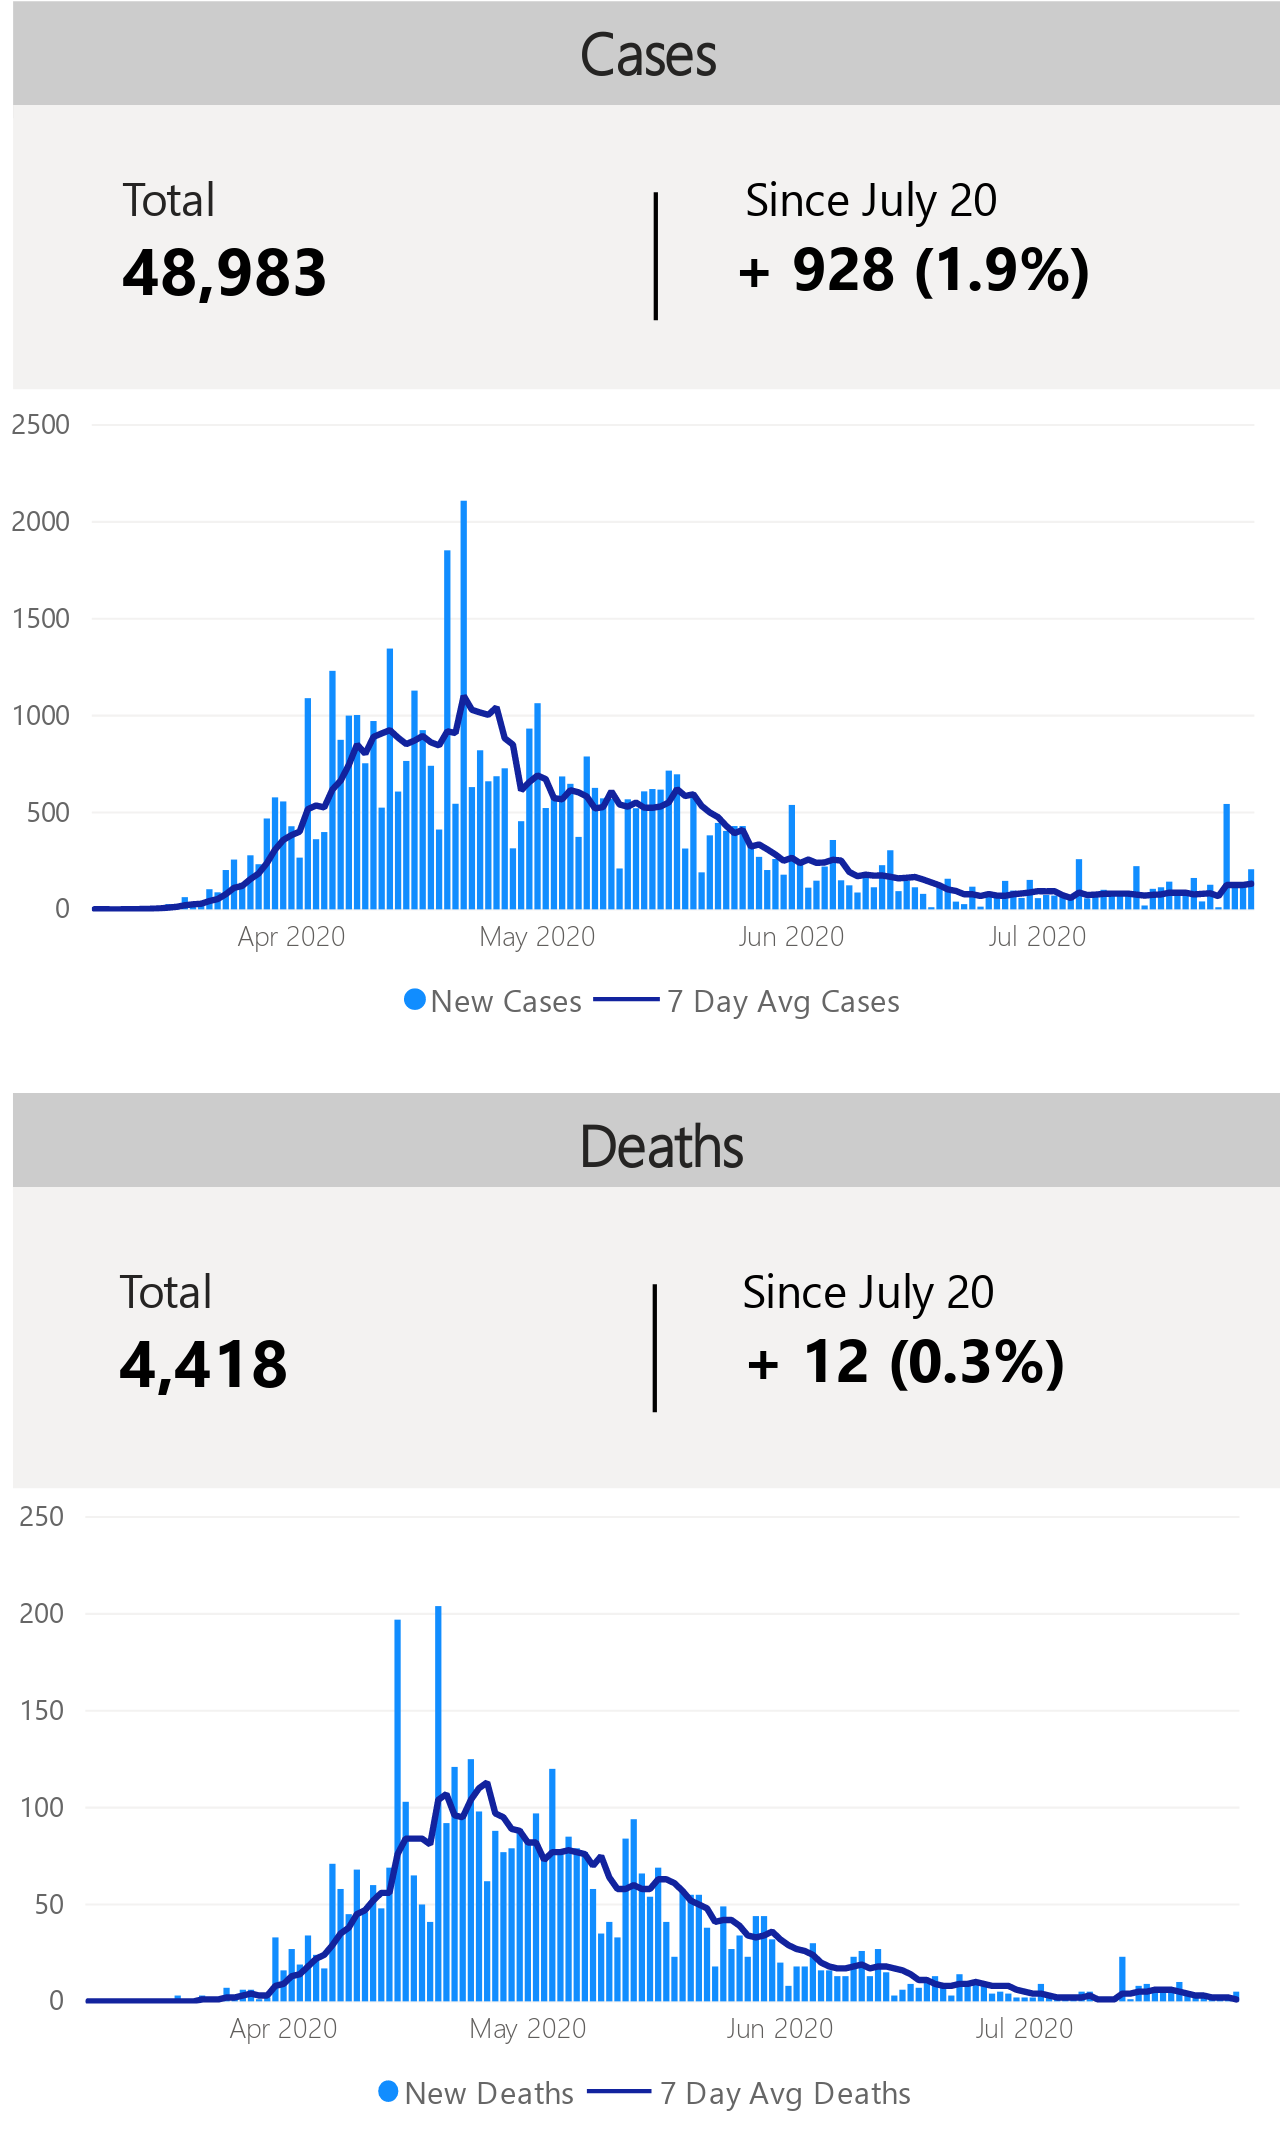 Cases
Total
Since July 20
48,983
+ 928 (1.9%)
2500
2000
1500
1000
500
0
Apr 2020 May 2020 Jun 2020 Jul 2020
New Cases 7 Day Avg Cases
Deaths
Total
Since July 20
4,418
+ 12 (0.3%)
250
200
150
100
50
0
Apr 2020 May 2020 Jun 2020 Jul 2020
New Deaths 7 Day Avg Deaths